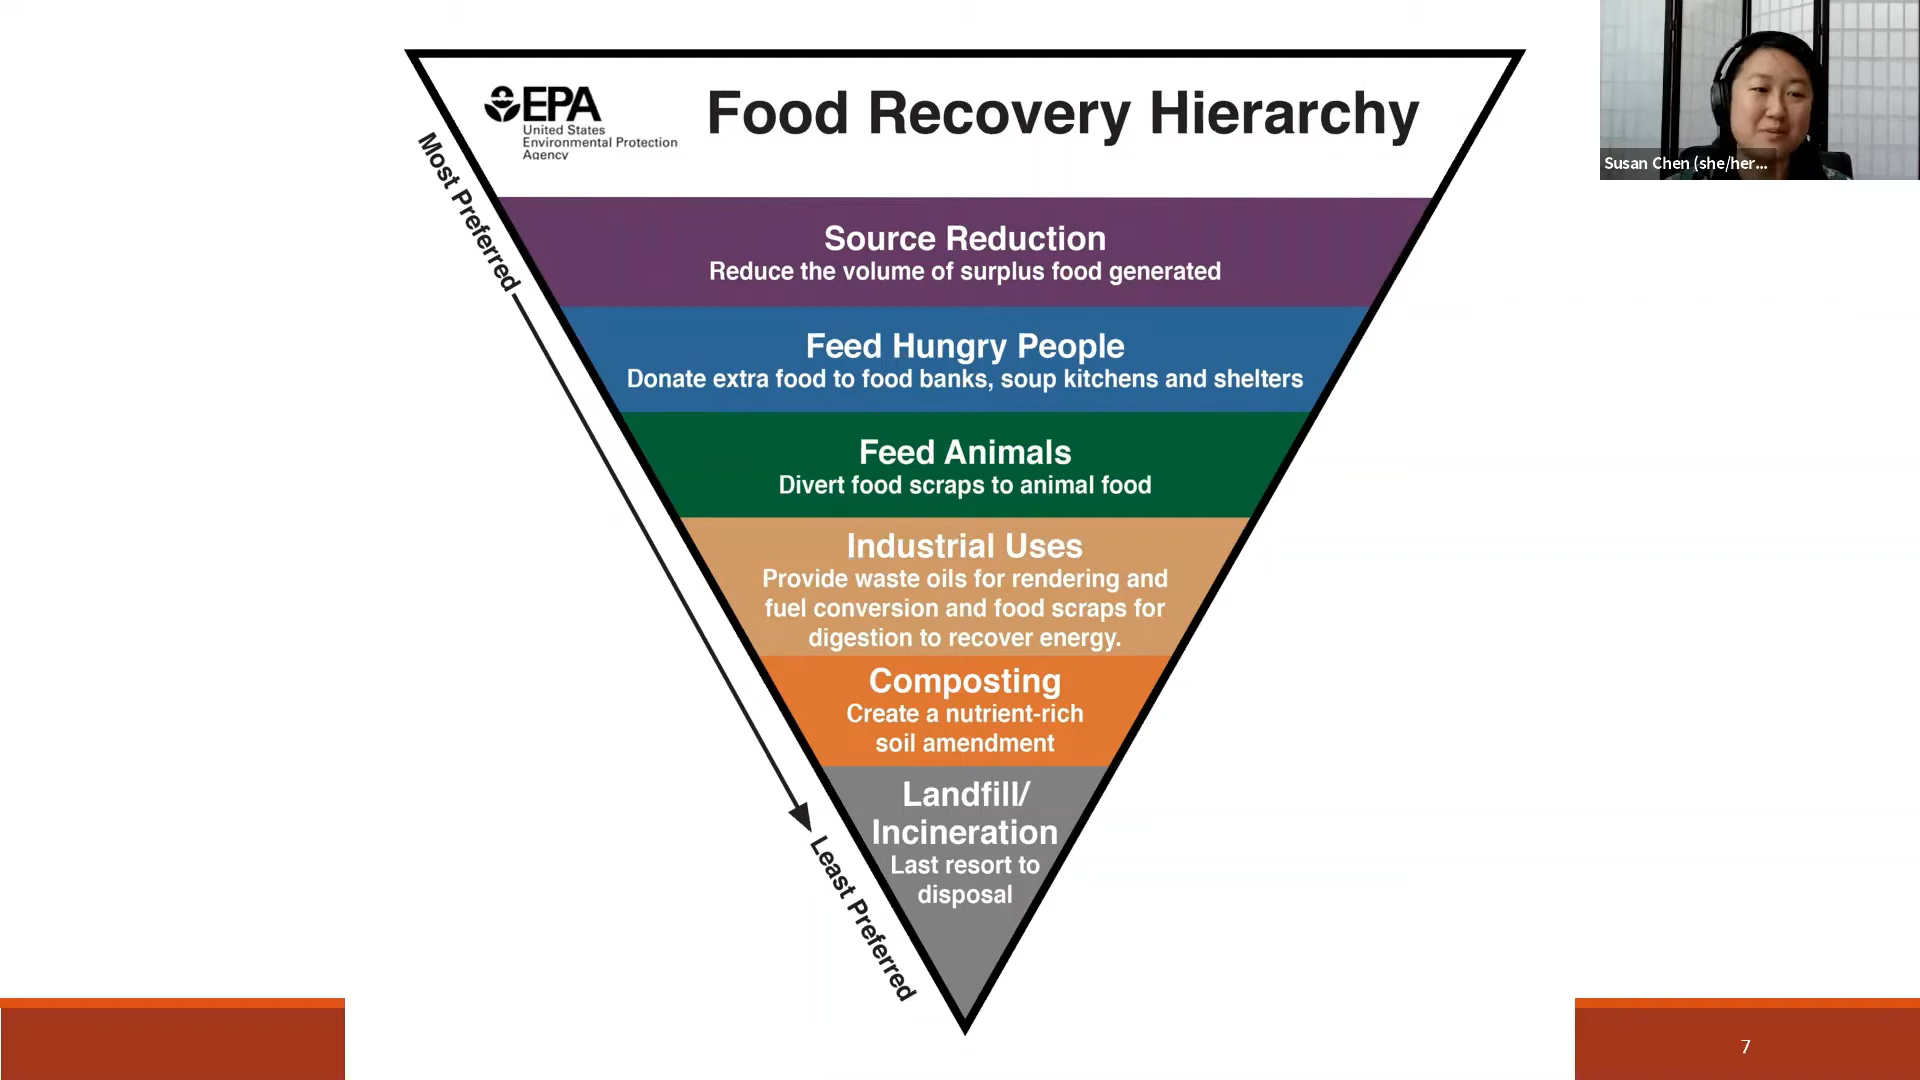 EPA
United States
Environmental Protection
Agency
Food Recovery Hierarchy
Most Preferred
Source Reduction
Reduce the volume of surplus food generated
Feed Hungry People
Donate extra food to food banks, soup kitchens and shelters
Feed Animals
Divert food scraps to animal food
Industrial Uses
Provide waste oils for rendering and
fuel conversion and food scraps for
digestion to recover energy.
Composting
Create a nutrient-rich
soil amendment
Landfill/
Incineration
Last resort to
disposal
Least Preferred
Susan Chen (she/her...
7